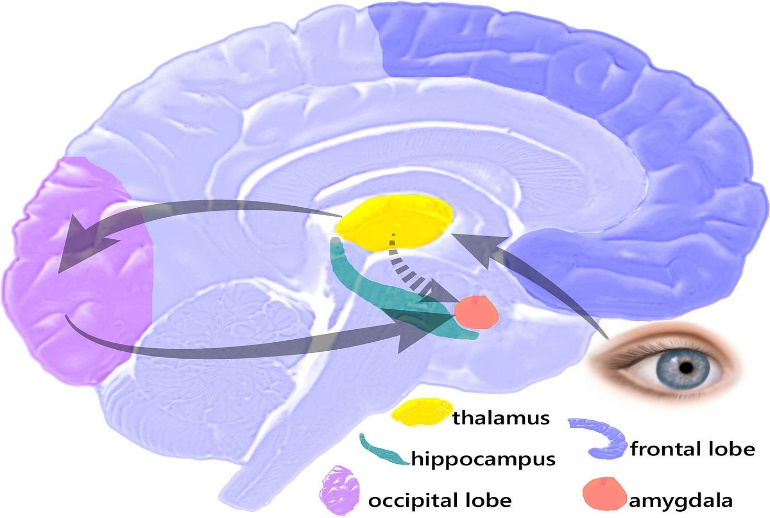 thalamus
frontal lobe
hippocampus
occipital lobe
amygdala